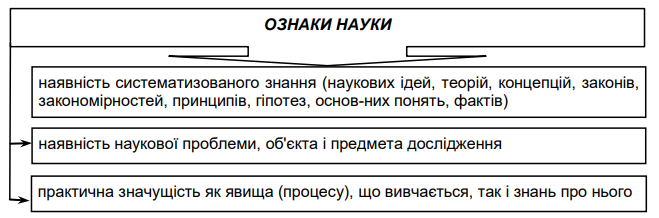 ОЗНАКИ НАУКИ
наявність систематизованого знання (наукових ідей, теорій, концепцій, законів,
закономірностей, принципів, гіпотез, основ-них понять, фактів)
наявність наукової проблеми, об'єкта і предмета дослідження
практична значущість як явища (процесу), що вивчається, так і знань про нього